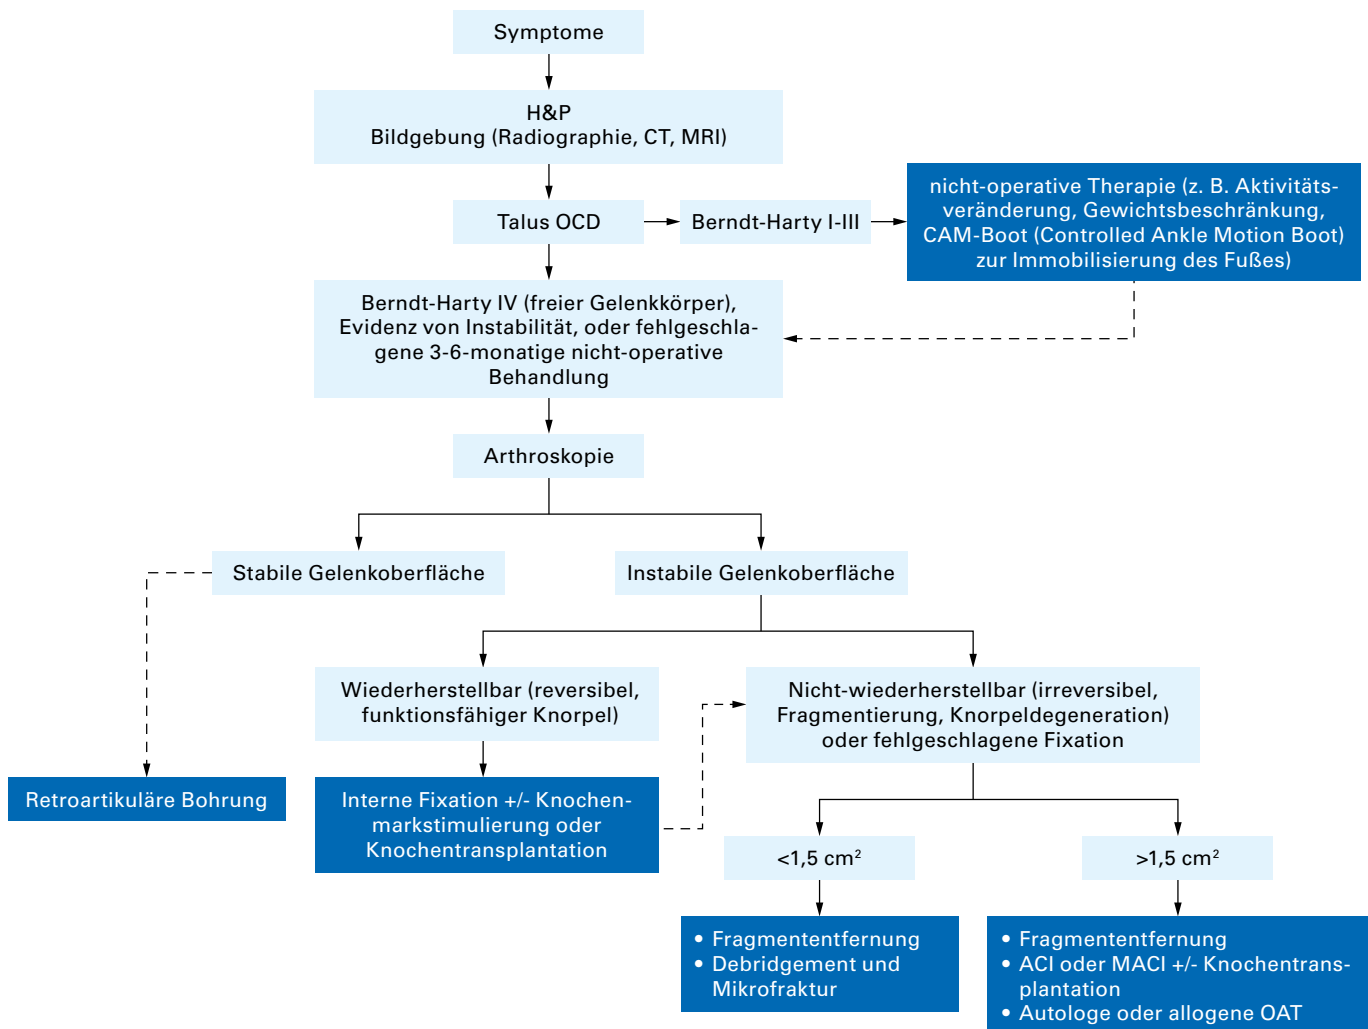 Symptome
H&P
Bildgebung (Radiographie, CT, MRI)
Talus OCD
Berndt-Harty I-III
nicht-operative Therapie (z. B. Aktivitäts-
veränderung, Gewichtsbeschränkung,
CAM-Boot (Controlled Ankle Motion Boot)
zur Immobilisierung des Fußes)
Berndt-Harty IV (freier Gelenkkörper),
Evidenz von Instabilität, oder fehlgeschla-
gene 3-6-monatige nicht-operative
Behandlung
Arthroskopie
Stabile Gelenkoberfläche
Instabile Gelenkoberfläche
Wiederherstellbar (reversibel,
funktionsfähiger Knorpel)
Nicht-wiederherstellbar (irreversibel,
Fragmentierung, Knorpeldegeneration)
oder fehlgeschlagene Fixation
Retroartikuläre Bohrung
Interne Fixation +/- Knochen-
markstimulierung oder
Knochentransplantation
<1,5 cm²
>1,5 cm²
• Fragmententfernung
• Debridgement und
Mikrofraktur
• Fragmententfernung
• ACI oder MACI +/- Knochentrans-
plantation
• Autologe oder allogene OAT